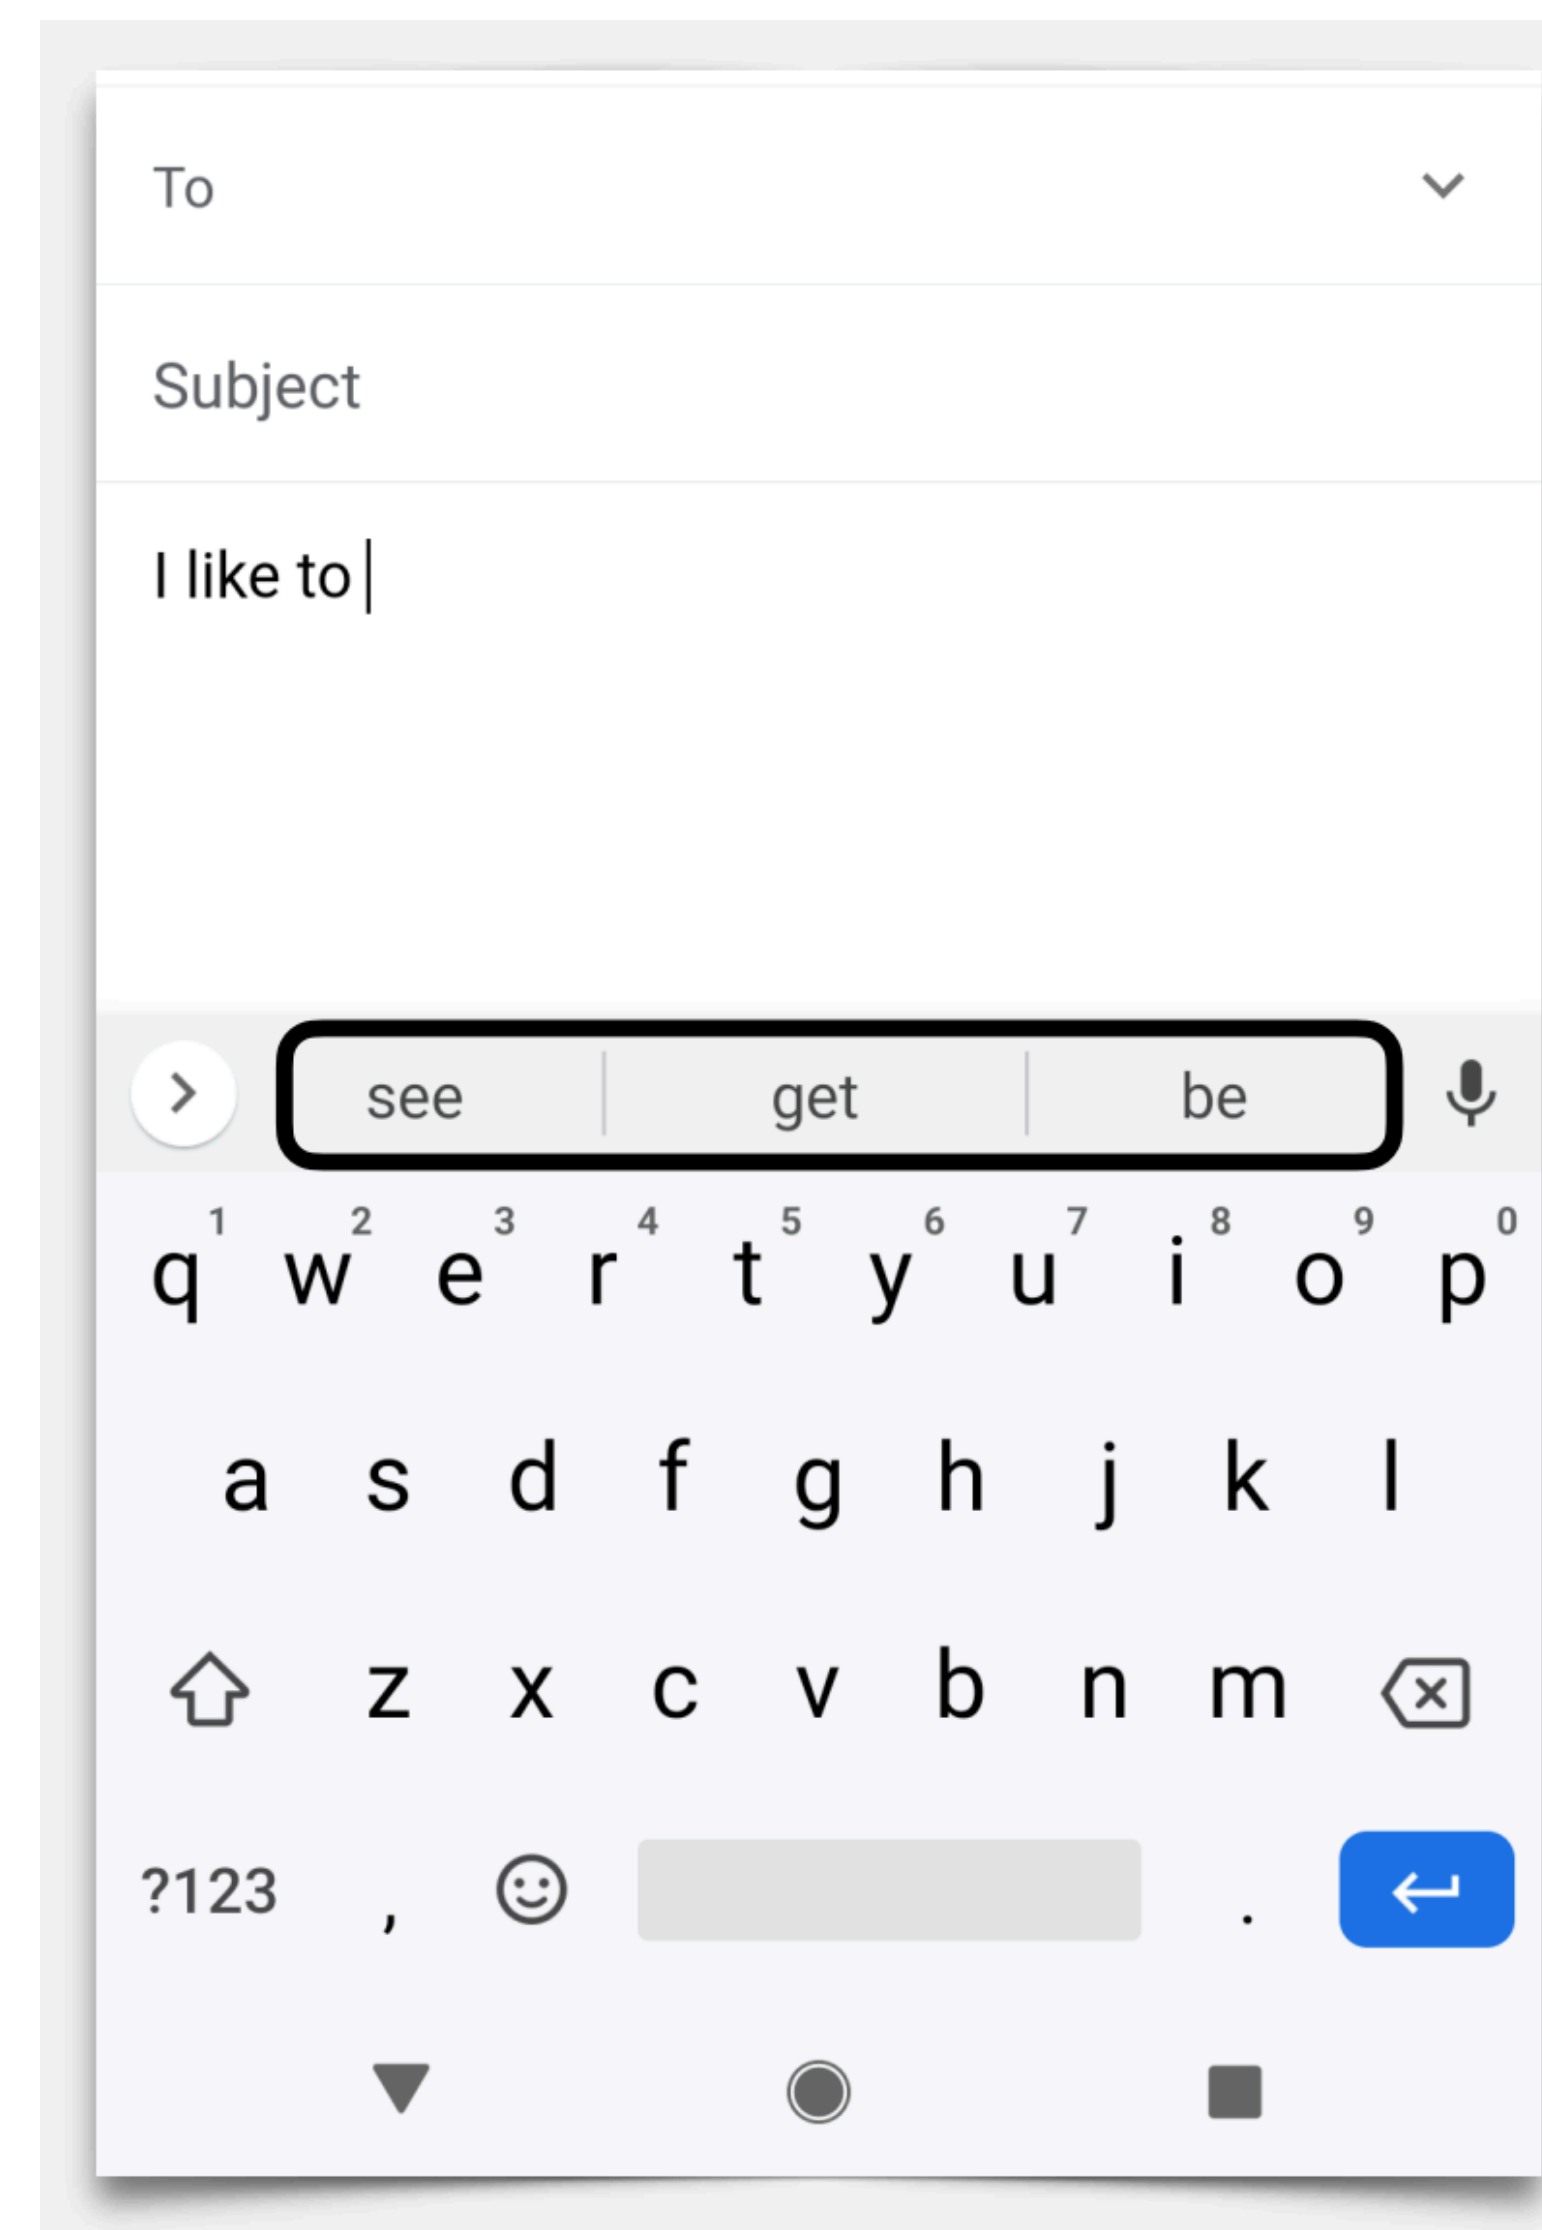 To
Subject
I like to
see get be
1 2 3 4 5 6 7 8 9 0
q w e r t y u i o p
a s d f g h j k l
z x c v b n m
?123 , .